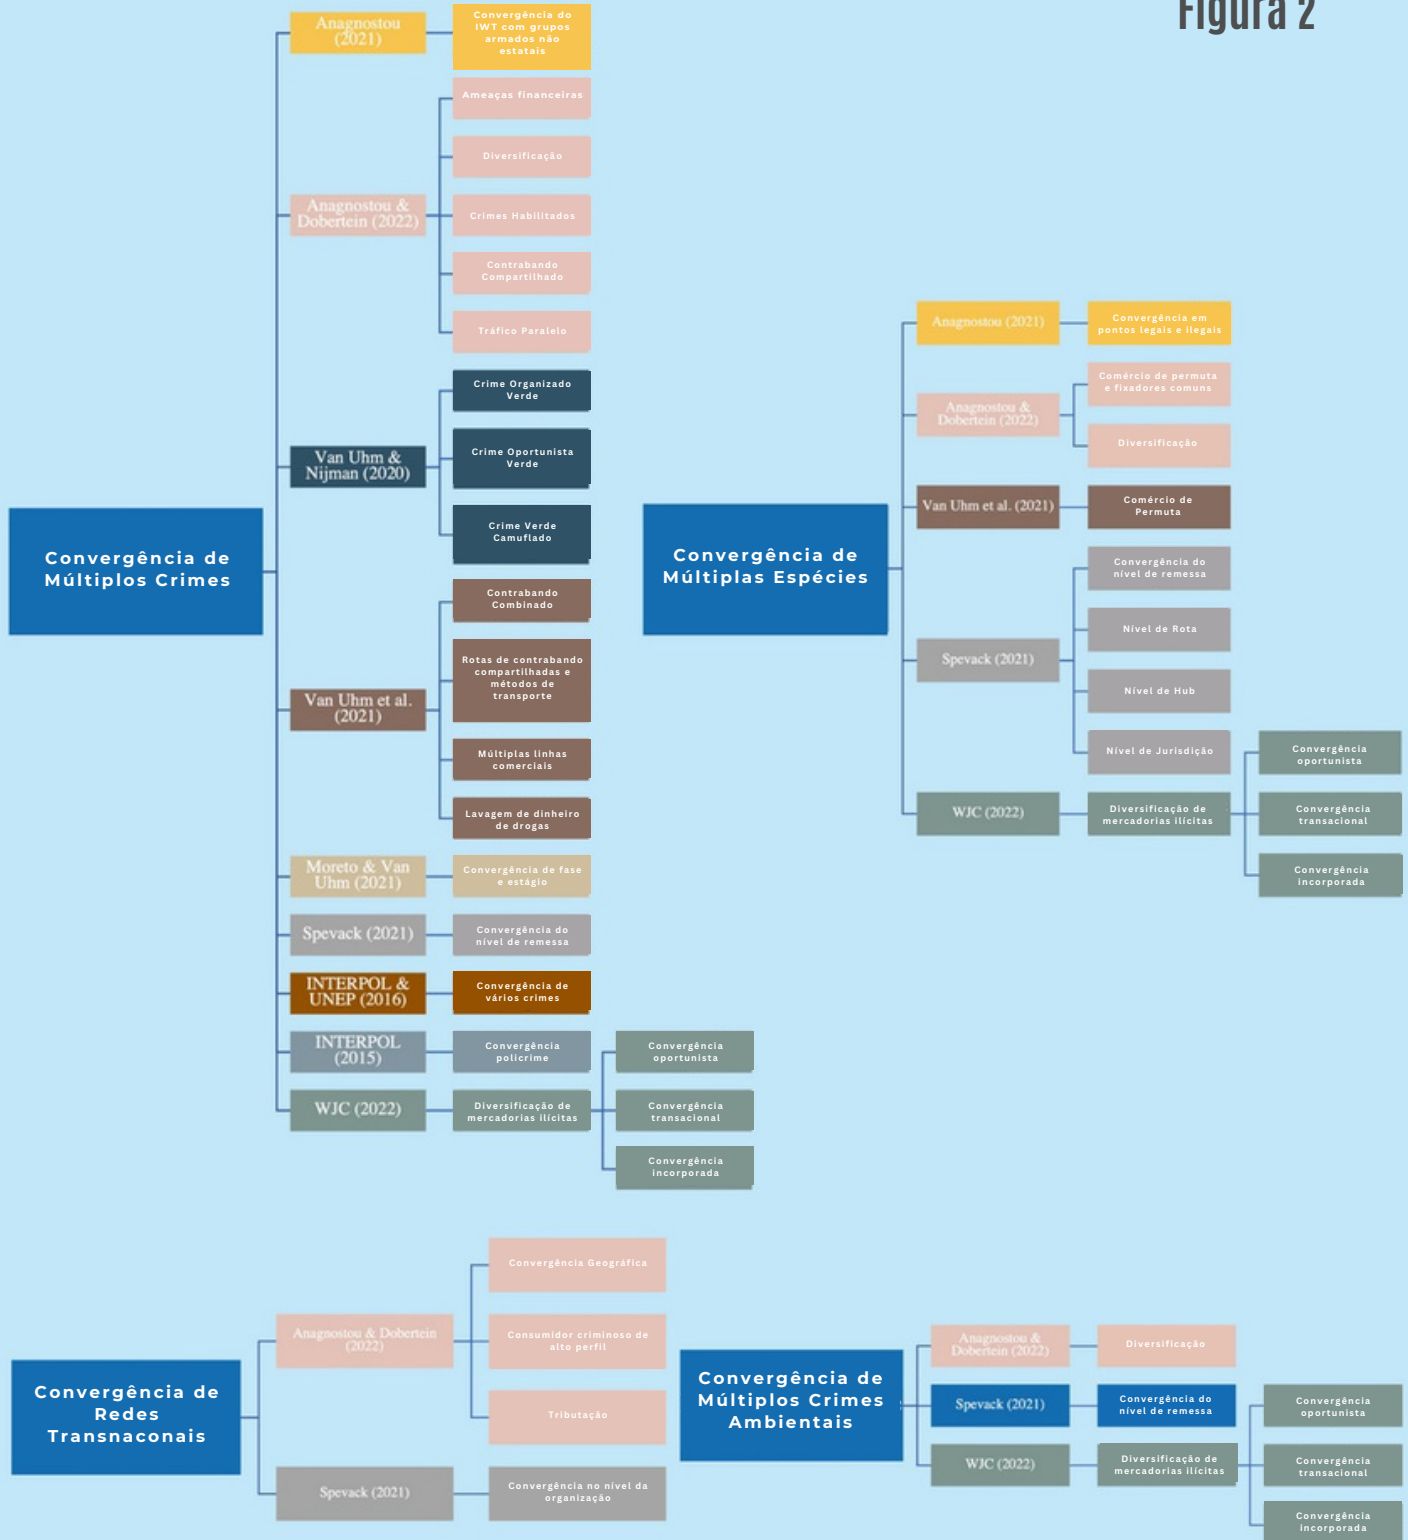 Figura 2
Convergência de
Múltiplos Crimes
Anagnostou
(2021)
Convergência do
IWT com grupos
armados não
estatais
Anagnostou &
Dobertein (2022)
Ameaças financeiras
Diversificação
Crimes Habilitados
Contrabando
Compartilhado
Tráfico Paralelo
Van Uhm &
Nijman (2020)
Crime Organizado
Verde
Crime Oportunista
Verde
Crime Verde
Camuflado
Van Uhm et al.
(2021)
Contrabando
Combinado
Rotas de contrabando
compartilhadas e
métodos de
transporte
Múltiplas linhas
comerciais
Lavagem de dinheiro
de drogas
Moreto & Van
Uhm (2021)
Convergência de fase
e estágio
Spevack (2021)
Convergência do
nível de remessa
INTERPOL &
UNEP (2016)
Convergência de
vários crimes
INTERPOL
(2015)
Convergência
policrime
WJC (2022)
Diversificação de
mercadorias ilícitas
Convergência
oportunista
Convergência
transacional
Convergência
incorporada
Convergência de
Múltiplas Espécies
Anagnostou (2021)
Convergência em
pontos legais e ilegais
Anagnostou &
Dobertein (2022)
Comércio de permuta
e fixadores comuns
Diversificação
Van Uhm et al. (2021)
Comércio de
Permuta
Spevack (2021)
Convergência do
nível de remessa
Nível de Rota
Nível de Hub
Nível de Jurisdição
WJC (2022)
Diversificação de
mercadorias ilícitas
Convergência
oportunista
Convergência
transacional
Convergência
incorporada
Convergência de
Redes
Transnaconais
Anagnostou & Dobertein
(2022)
Convergência Geográfica
Consumidor criminoso de
alto perfil
Tributação
Spevack (2021)
Convergência no nível da
organização
Convergência de
Múltiplos Crimes
Ambientais
Anagnostou &
Dobertein (2022)
Diversificação
Spevack (2021)
Convergência do
nível de remessa
WJC (2022)
Diversificação de
mercadorias ilícitas
Convergência
oportunista
Convergência
transacional
Convergência
incorporada